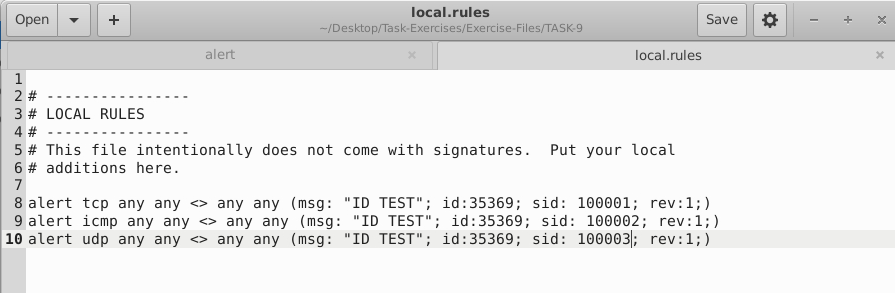 Open
+
local.rules
~/Desktop/Task-Exercises/Exercise-Files/TASK-9
Save
alert
local.rules
1
2 # ----------------
3 # LOCAL RULES
4 # ----------------
5 # This file intentionally does not come with signatures.  Put your local
6 # additions here.
7
8 alert tcp any any <> any any (msg: "ID TEST"; id:35369; sid: 100001; rev:1;)
9 alert icmp any any <> any any (msg: "ID TEST"; id:35369; sid: 100002; rev:1;)
10 alert udp any any <> any any (msg: "ID TEST"; id:35369; sid: 100003; rev:1;)